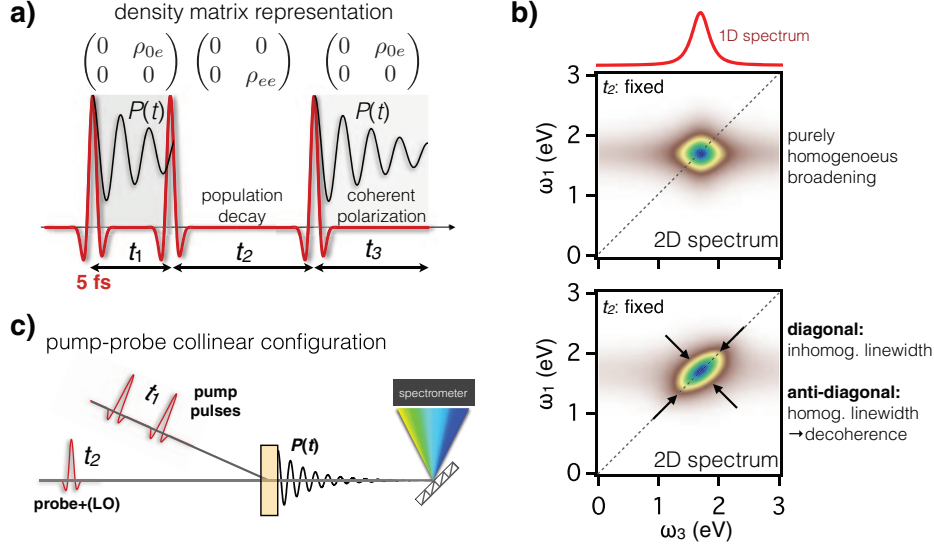 a)
density matrix representation
0 ρ0e
0 0
0 0
0 ρee
0 ρ0e
0 0
P(t)
P(t)
population
decay
coherent
polarization
t1
t2
t3
5 fs
b)
1D spectrum
3
2
1
0
ω1 (eV)
t2: fixed
2D spectrum
purely
homogenoeus
broadening
3
2
1
0
ω1 (eV)
t2: fixed
2D spectrum
0 1 2 3
ω3 (eV)
diagonal:
inhomog. linewidth
anti-diagonal:
homog. linewidth
→decoherence
c)
pump-probe collinear configuration
t1
pump
pulses
t2
probe+(LO)
P(t)
spectrometer